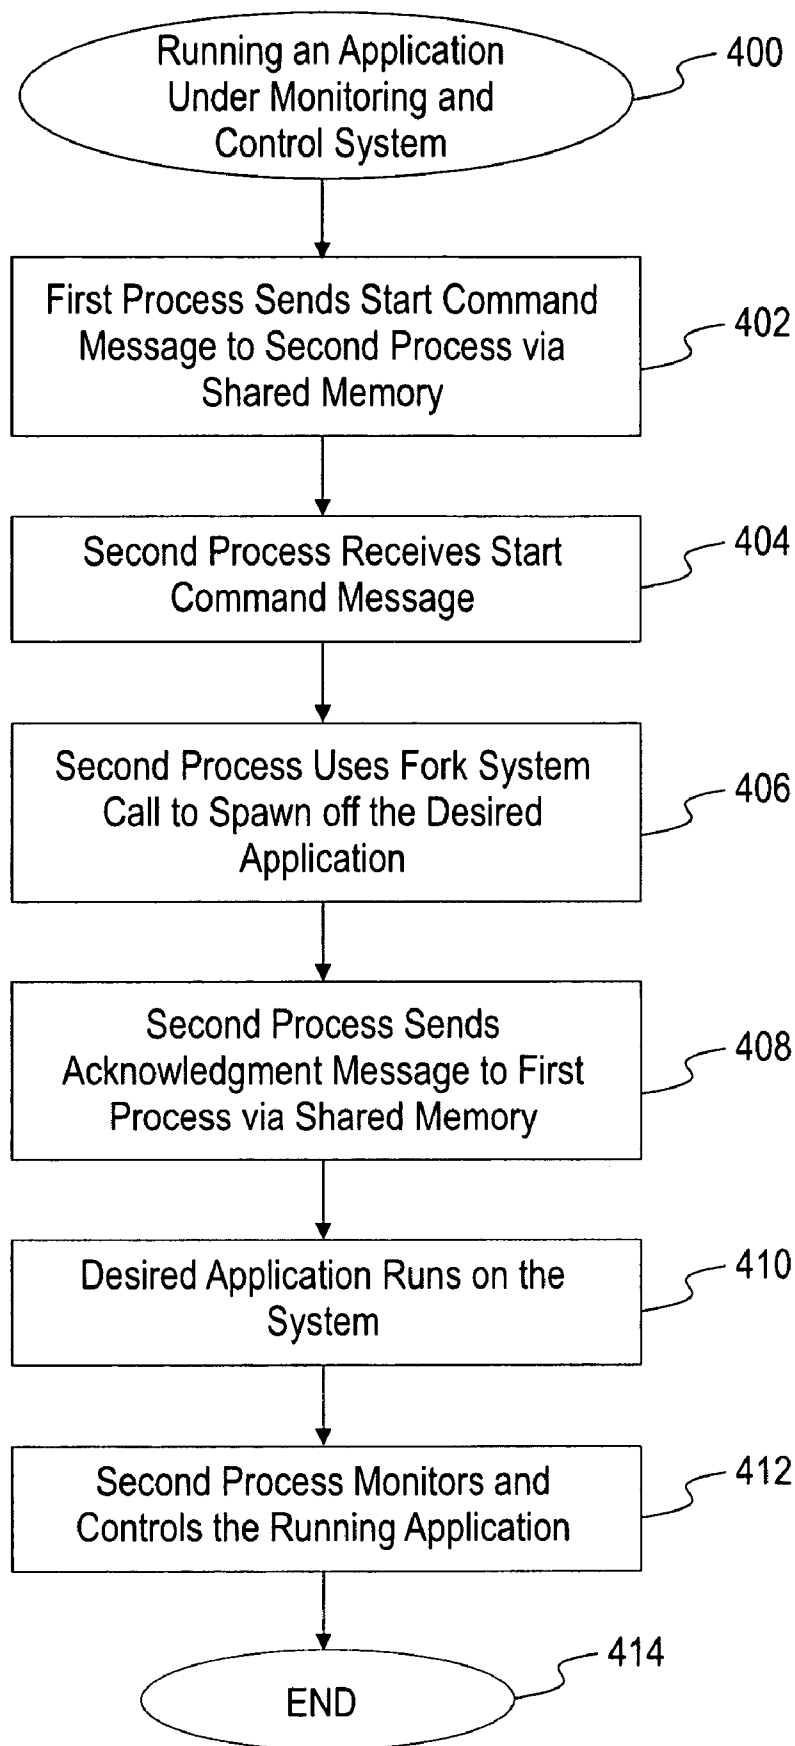 Running an Application
Under Monitoring and
Control System
400
First Process Sends Start Command
Message to Second Process via
Shared Memory
402
Second Process Receives Start
Command Message
404
Second Process Uses Fork System
Call to Spawn off the Desired
Application
406
Second Process Sends
Acknowledgment Message to First
Process via Shared Memory
408
Desired Application Runs on the
System
410
Second Process Monitors and
Controls the Running Application
412
END
414